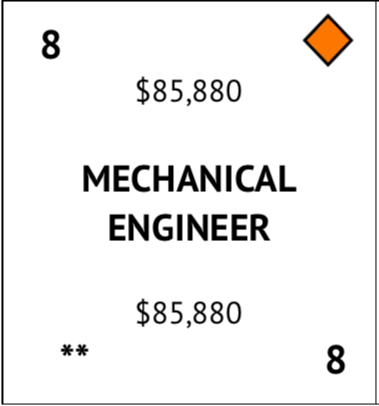 8
$85,880
MECHANICAL
ENGINEER
$85,880
**
8